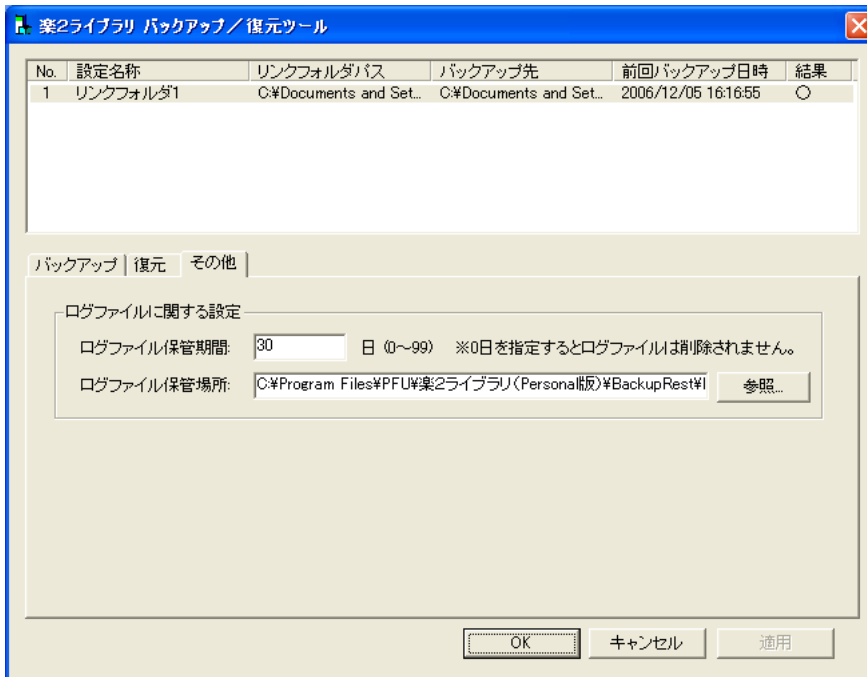 楽2ライブラリ バックアップ／復元ツール
No. 設定名称 リンクフォルダパス バックアップ先 前回バックアップ日時 結果
1 リンクフォルダ1 C:¥Documents and Set... C:¥Documents and Set... 2006/12/05 16:16:55 ○
バックアップ 復元 その他
ログファイルに関する設定
ログファイル保管期間: 30 日 (0～99) ※0日を指定するとログファイルは削除されません。
ログファイル保管場所: C:¥Program Files¥PFU¥楽2ライブラリ(Personal版)¥BackupRest¥ 参照...
OK キャンセル 適用